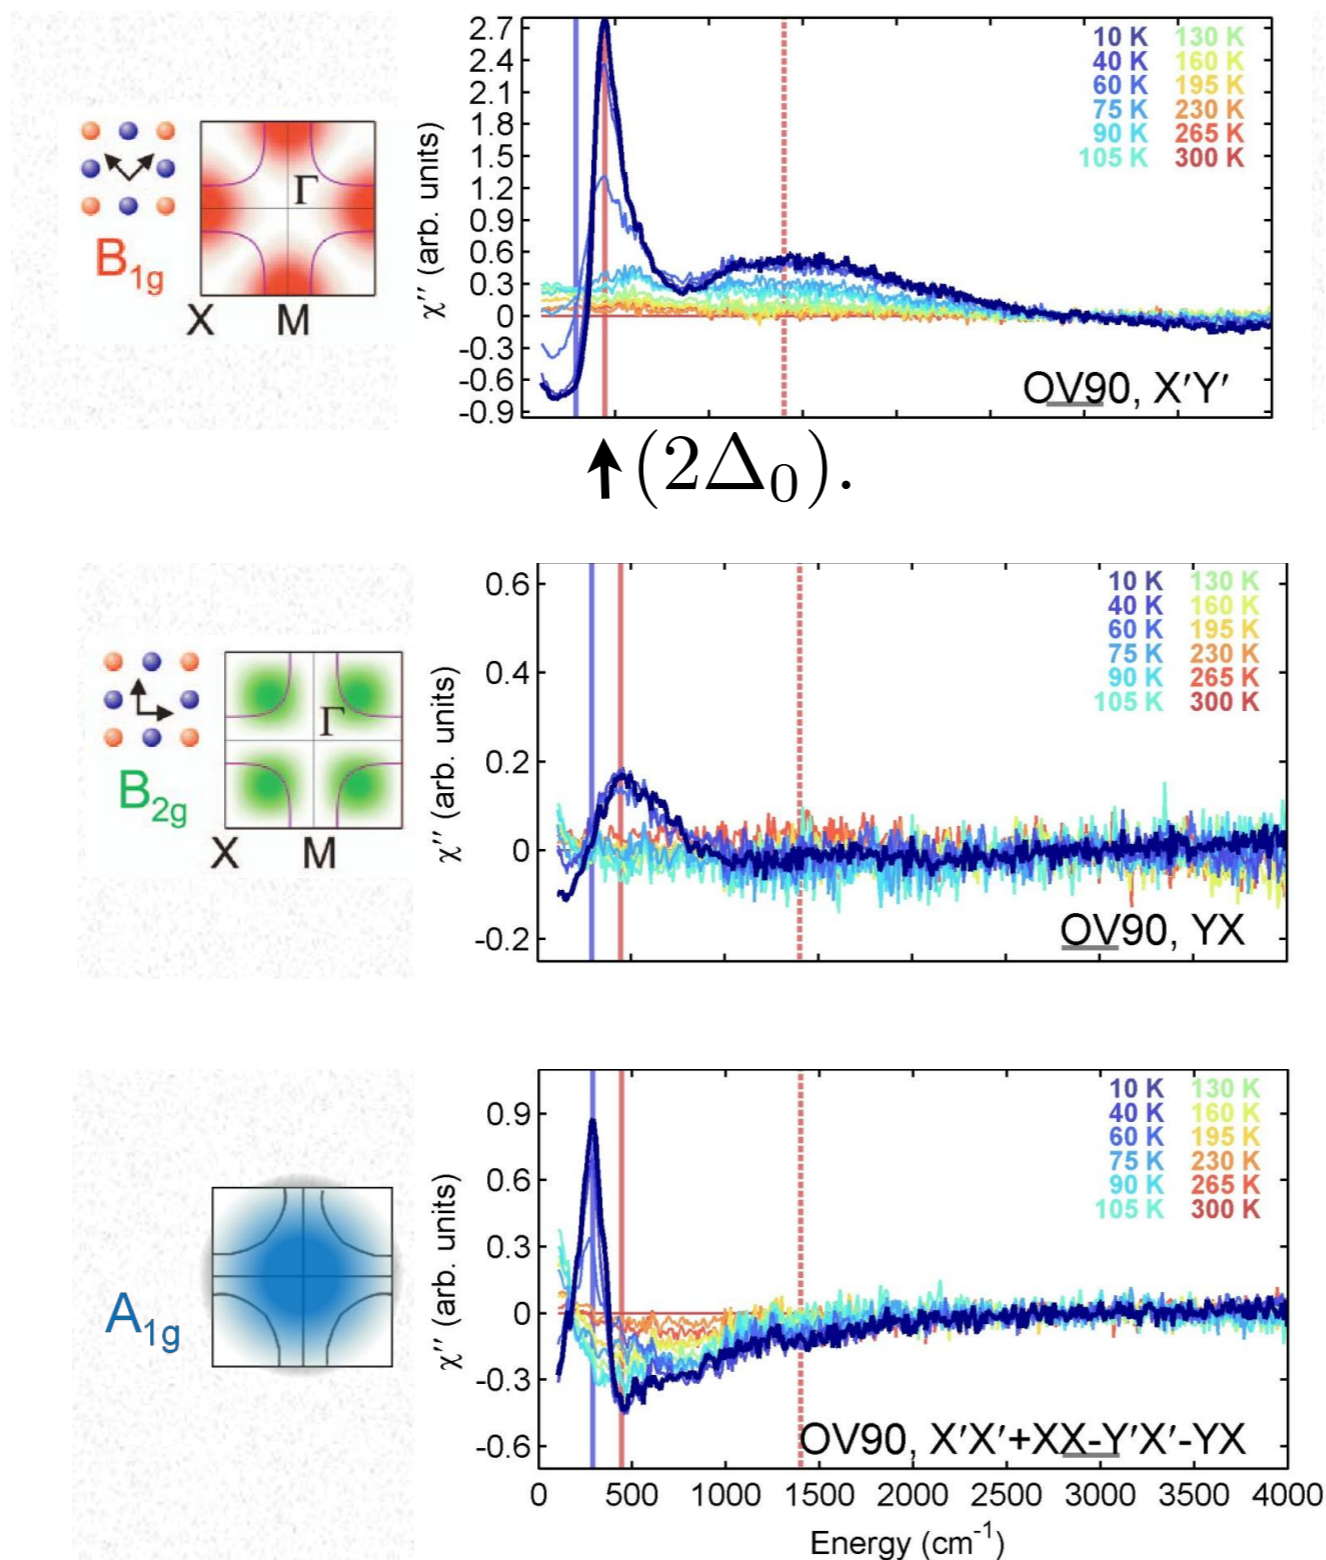 2.7
2.4
2.1
1.8
1.5
1.2
0.9
0.6
0.3
0
-0.3
-0.6
-0.9
χ″ (arb. units)
10 K 130 K
40 K 160 K
60 K 195 K
75 K 230 K
90 K 265 K
105 K 300 K
Γ
B1g
X M
OV90, X′Y′
(2Δ0).
0.6
0.4
0.2
0
-0.2
χ″ (arb. units)
10 K 130 K
40 K 160 K
60 K 195 K
75 K 230 K
90 K 265 K
105 K 300 K
Γ
B2g
X M
OV90, YX
0.9
0.6
0.3
0
-0.3
-0.6
χ″ (arb. units)
10 K 130 K
40 K 160 K
60 K 195 K
75 K 230 K
90 K 265 K
105 K 300 K
A1g
OV90, X′X′+XX-Y′X′-YX
0 500 1000 1500 2000 2500 3000 3500 4000
Energy (cm⁻¹)